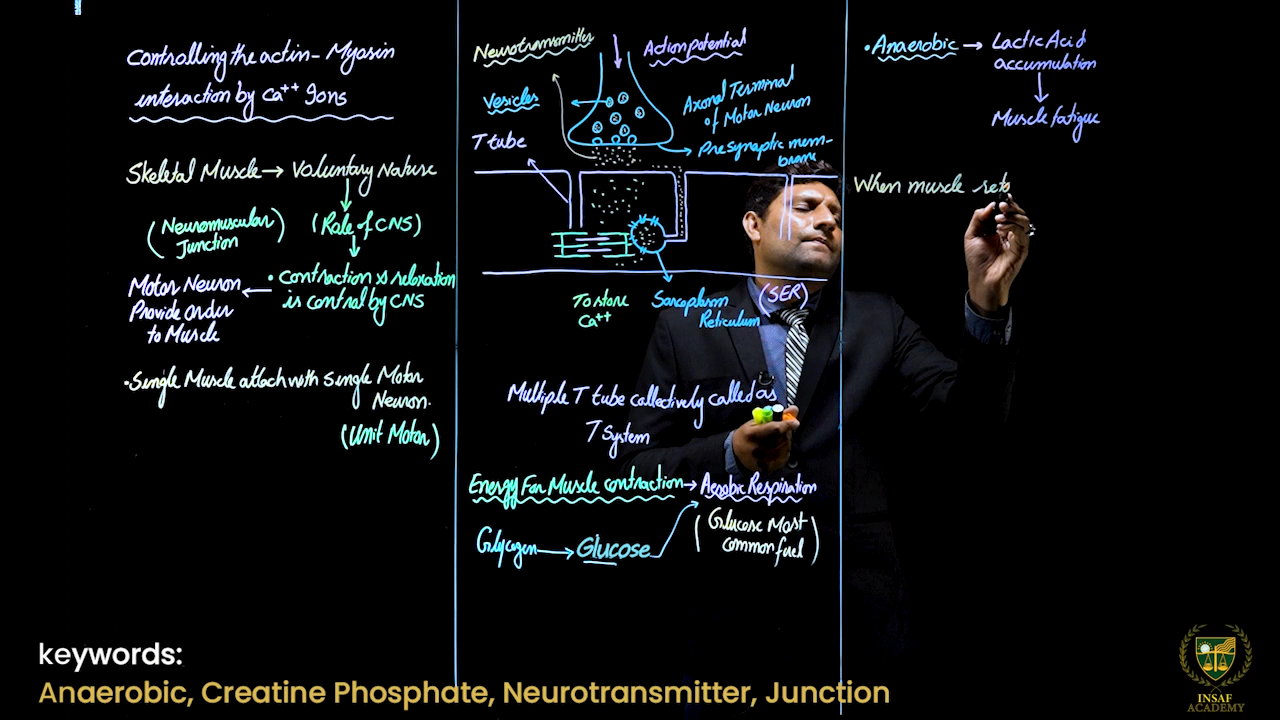 Controlling the actin-Myosin
interaction by Ca++ Ions
Skeletal Muscle → Voluntary Nature
(Neuromuscular Junction)
(Role of CNS)
• Contraction & relaxation
is control by CNS
Motor Neuron
Provide order
to Muscle
•Single Muscle attach with Single Motor
Neuron.
(Unit Motor)
Neurotransmitter
Action potential
Vesicles
Axonal Terminal
of Motor Neuron
T tube
Presynaptic mem-
brane
To store
Ca++
Sarcoplasm
Reticulum
(SER)
Multiple T tube collectively called as
T System
Energy For Muscle contraction → Aerobic Respiration
(Glucose Most
common fuel)
Glycogen → Glucose
•Anaerobic → Lactic Acid
accumulation
Muscle fatigue
When muscle
keywords:
Anaerobic, Creatine Phosphate, Neurotransmitter, Junction
INSAF
ACADEMY